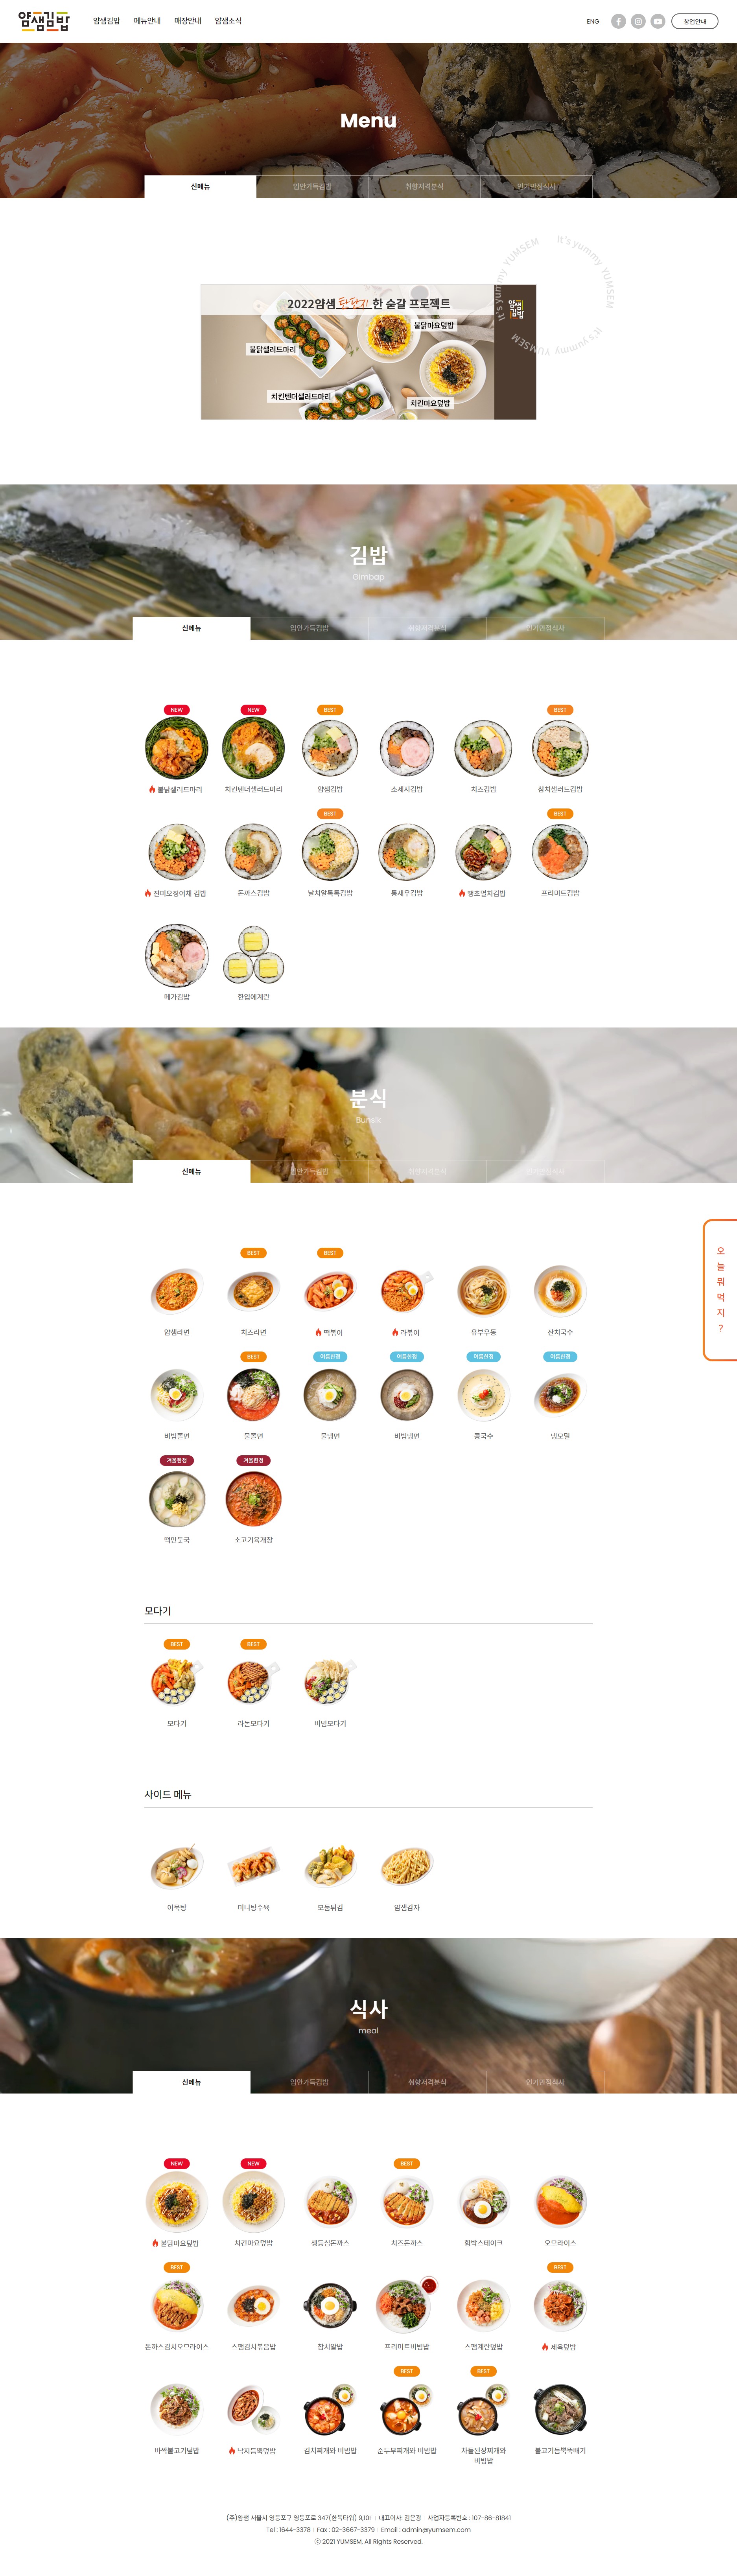 얌샘김밥
얌샘김밥 메뉴안내 매장안내 얌샘소식
ENG 창업안내
Menu
신메뉴 입안가득김밥 취향저격분식 인기만점식사
It's yummy YUMSEM It's yummy YUMSEM It's yummy YUMSEM
2022얌샘 탄단지 한 숟갈 프로젝트
얌샘김밥
불닭마요덮밥
불닭샐러드마리
치킨텐더샐러드마리
치킨마요덮밥
김밥
Gimbap
신메뉴 입안가득김밥 취향저격분식 인기만점식사
NEW NEW BEST BEST
불닭샐러드마리 치킨텐더샐러드마리 얌샘김밥 소세지김밥 치즈김밥 참치샐러드김밥
BEST BEST
진미오징어채 김밥 돈까스김밥 날치알톡톡김밥 통새우김밥 땡초멸치김밥 프리미트김밥
메가김밥 한입에계란
분식
Bunsik
신메뉴 입안가득김밥 취향저격분식 인기만점식사
BEST BEST
얌샘라면 치즈라면 떡볶이 라볶이 유부우동 잔치국수
BEST 여름한정 여름한정 여름한정 여름한정
비빔쫄면 물쫄면 물냉면 비빔냉면 콩국수 냉모밀
겨울한정 겨울한정
떡만둣국 소고기육개장
오늘뭐먹지?
모다기
BEST BEST
모다기 라돈모다기 비빔모다기
사이드 메뉴
어묵탕 미니탕수육 모둠튀김 얌샘감자
식사
meal
신메뉴 입안가득김밥 취향저격분식 인기만점식사
NEW NEW BEST
불닭마요덮밥 치킨마요덮밥 생등심돈까스 치즈돈까스 함박스테이크 오므라이스
BEST BEST
돈까스김치오므라이스 스팸김치볶음밥 참치알밥 프리미트비빔밥 스팸계란덮밥 제육덮밥
BEST BEST
바싹불고기덮밥 낙지듬뿍덮밥 김치찌개와 비빔밥 순두부찌개와 비빔밥 차돌된장찌개와 비빔밥 불고기듬뿍뚝배기
(주)얌샘 서울시 영등포구 영등포로 347(한독타워) 9,10F | 대표이사: 김은광 | 사업자등록번호 : 107-86-81841
Tel : 1644-3378 | Fax : 02-3667-3379 | Email : admin@yumsem.com
ⓒ 2021 YUMSEM, All Rights Reserved.